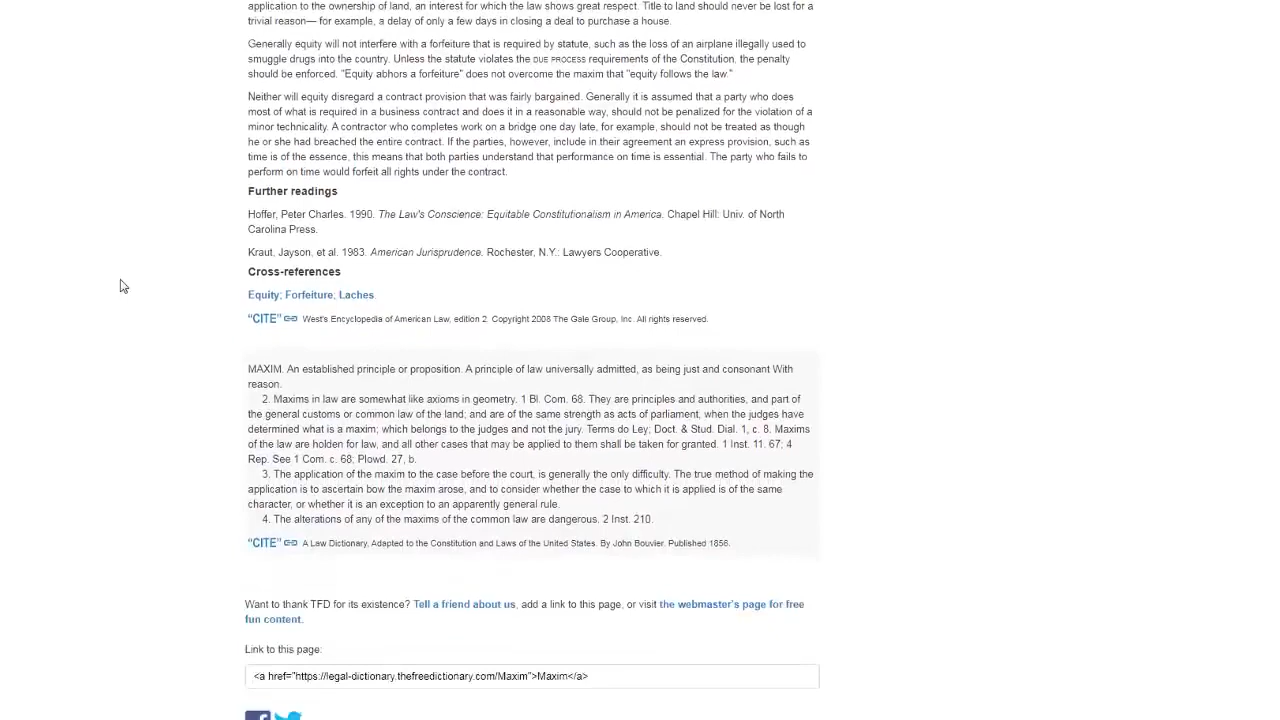 application to the ownership of land, an interest for which the law shows great respect. Title to land should never be lost for a
trivial reason— for example, a delay of only a few days in closing a deal to purchase a house.
Generally equity will not interfere with a forfeiture that is required by statute, such as the loss of an airplane illegally used to
smuggle drugs into the country. Unless the statute violates the DUE PROCESS requirements of the Constitution, the penalty
should be enforced. "Equity abhors a forfeiture" does not overcome the maxim that "equity follows the law."
Neither will equity disregard a contract provision that was fairly bargained. Generally it is assumed that a party who does
most of what is required in a business contract and does it in a reasonable way, should not be penalized for the violation of a
minor technicality. A contractor who completes work on a bridge one day late, for example, should not be treated as though
he or she had breached the entire contract. If the parties, however, include in their agreement an express provision, such as
time is of the essence, this means that both parties understand that performance on time is essential. The party who fails to
perform on time would forfeit all rights under the contract.
Further readings
Hoffer, Peter Charles. 1990. The Law's Conscience: Equitable Constitutionalism in America. Chapel Hill: Univ. of North
Carolina Press.
Kraut, Jayson, et al. 1983. American Jurisprudence. Rochester, N.Y.: Lawyers Cooperative.
Cross-references
Equity; Forfeiture; Laches.
"CITE" West's Encyclopedia of American Law, edition 2. Copyright 2008 The Gale Group, Inc. All rights reserved.
MAXIM. An established principle or proposition. A principle of law universally admitted, as being just and consonant With
reason.
2. Maxims in law are somewhat like axioms in geometry. 1 Bl. Com. 68. They are principles and authorities, and part of
the general customs or common law of the land; and are of the same strength as acts of parliament, when the judges have
determined what is a maxim; which belongs to the judges and not the jury. Terms do Ley; Doct. & Stud. Dial. 1, c. 8. Maxims
of the law are holden for law, and all other cases that may be applied to them shall be taken for granted. 1 Inst. 11. 67; 4
Rep. See 1 Com. c. 68; Plowd. 27, b.
3. The application of the maxim to the case before the court, is generally the only difficulty. The true method of making the
application is to ascertain bow the maxim arose, and to consider whether the case to which it is applied is of the same
character, or whether it is an exception to an apparently general rule.
4. The alterations of any of the maxims of the common law are dangerous. 2 Inst. 210.
"CITE" A Law Dictionary, Adapted to the Constitution and Laws of the United States. By John Bouvier. Published 1856.
Want to thank TFD for its existence? Tell a friend about us, add a link to this page, or visit the webmaster's page for free
fun content.
Link to this page:
<a href="https://legal-dictionary.thefreedictionary.com/Maxim">Maxim</a>